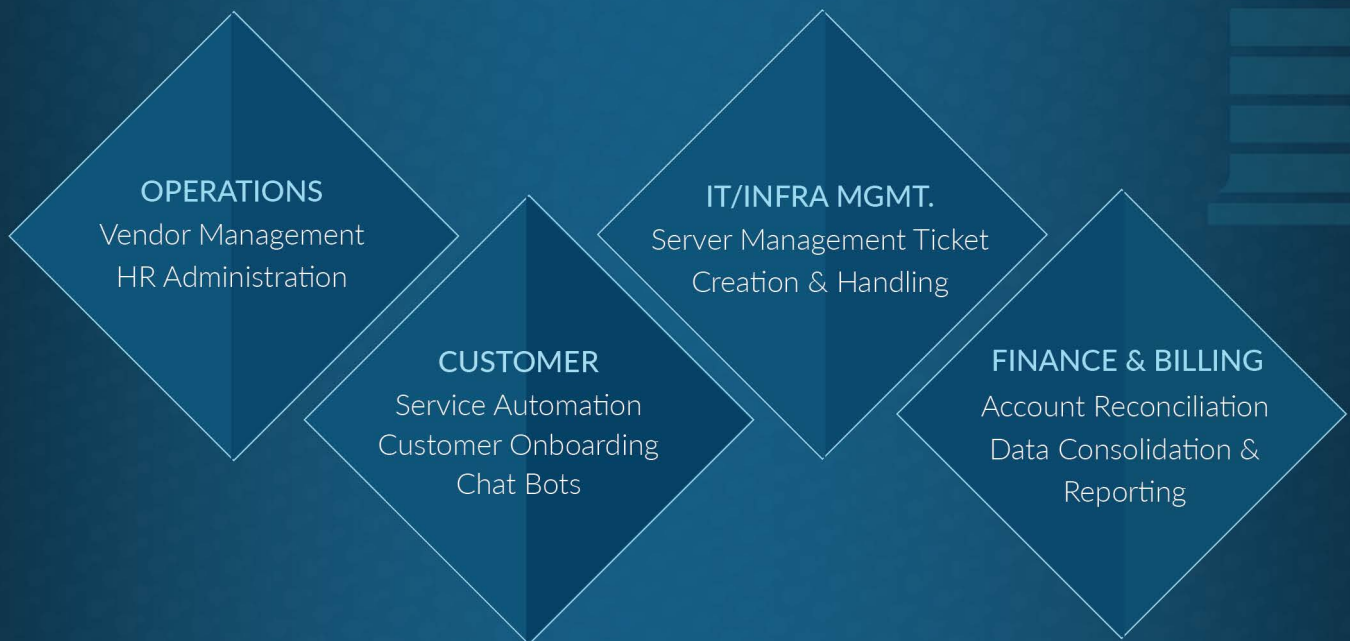 OPERATIONS
Vendor Management
HR Administration
CUSTOMER
Service Automation
Customer Onboarding
Chat Bots
IT/INFRA MGMT.
Server Management Ticket
Creation & Handling
FINANCE & BILLING
Account Reconciliation
Data Consolidation &
Reporting